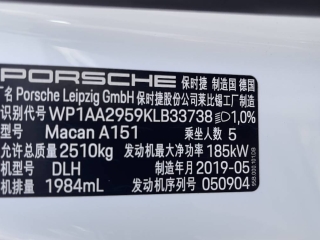 PORSCHE 保时捷 制造国 德国
厂名 Porsche Leipzig GmbH 保时捷股份公司莱比锡工厂制造
识别代号 WP1AA2959KLB33738 1,0%
型号 Macan A151 乘坐人数 5
允许总质量 2510kg 发动机最大净功率 185kW
机型号 DLH 制造年月 2019-05
机排量 1984mL 发动机序列号 050904